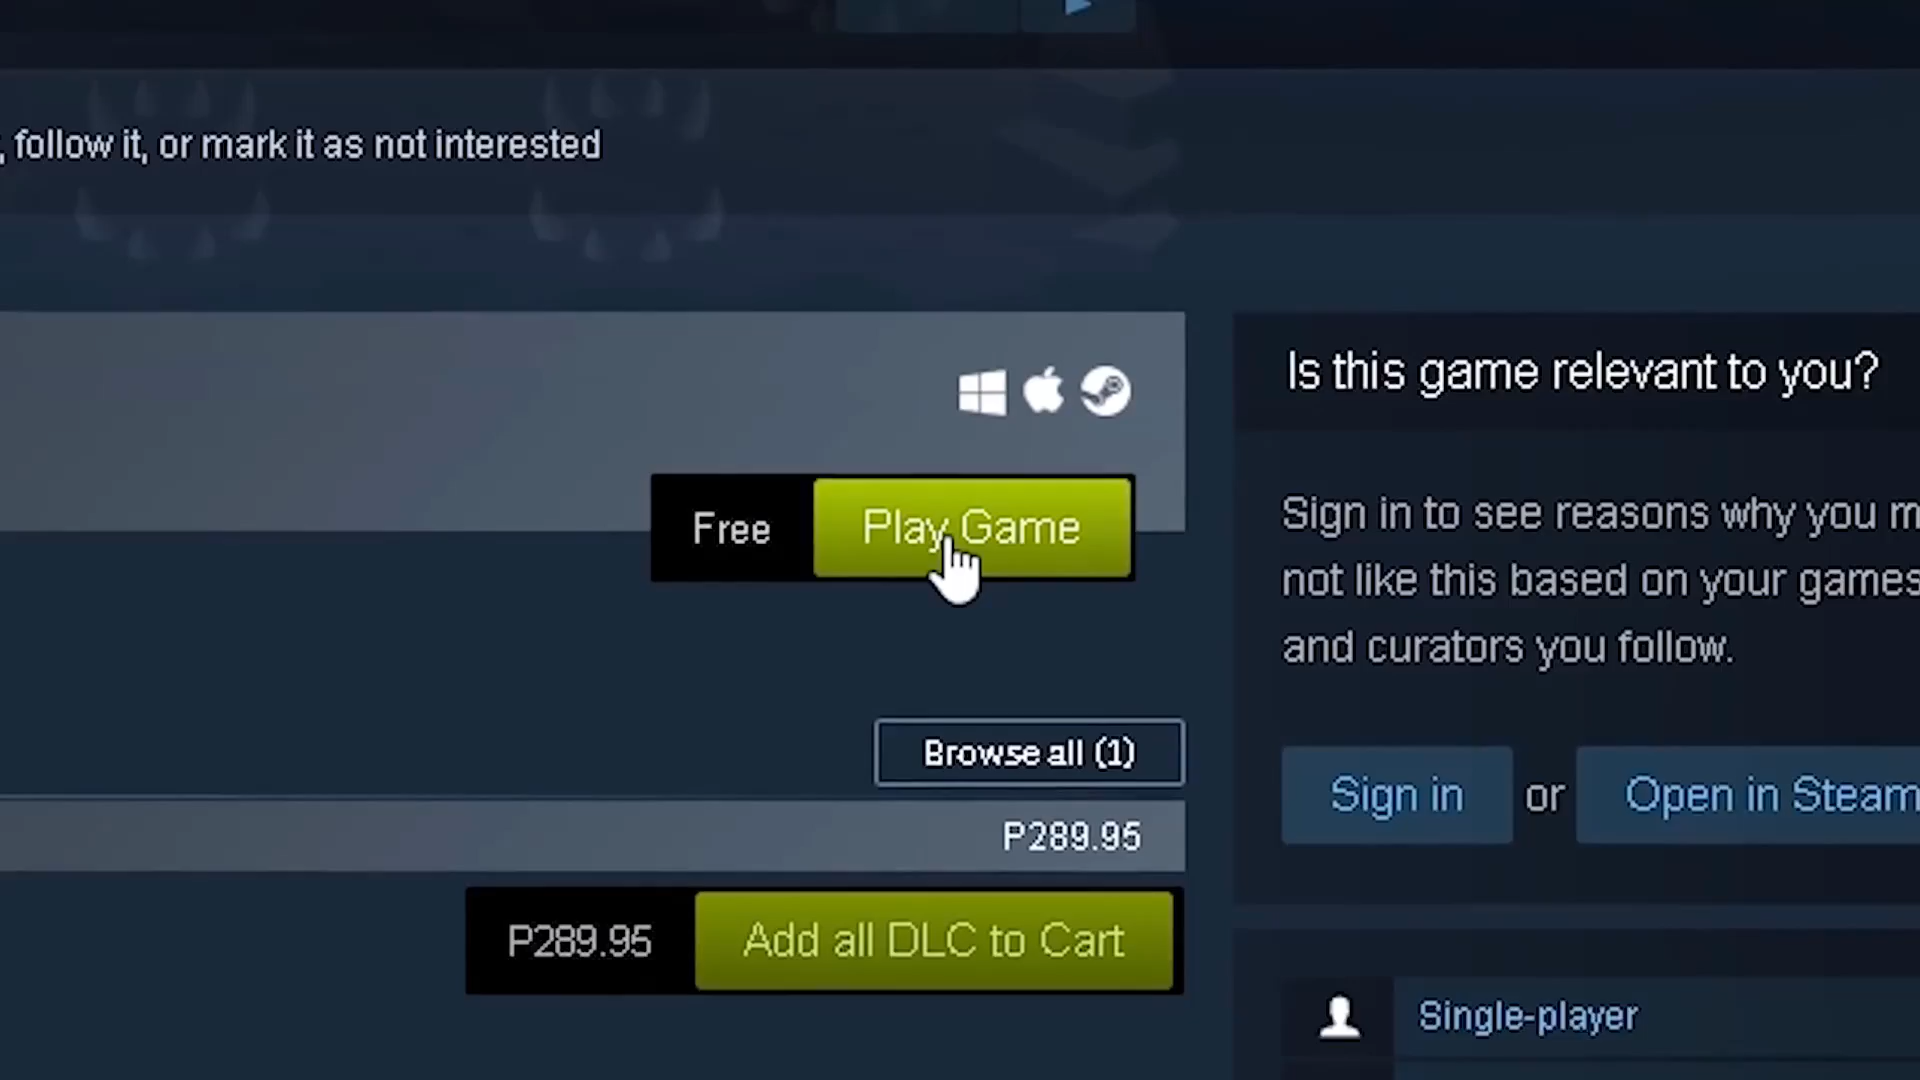 , follow it, or mark it as not interested
Free
Play Game
Browse all (1)
P289.95
P289.95
Add all DLC to Cart
Is this game relevant to you?
Sign in to see reasons why you m
not like this based on your games
and curators you follow.
Sign in or Open in Steam
Single-player